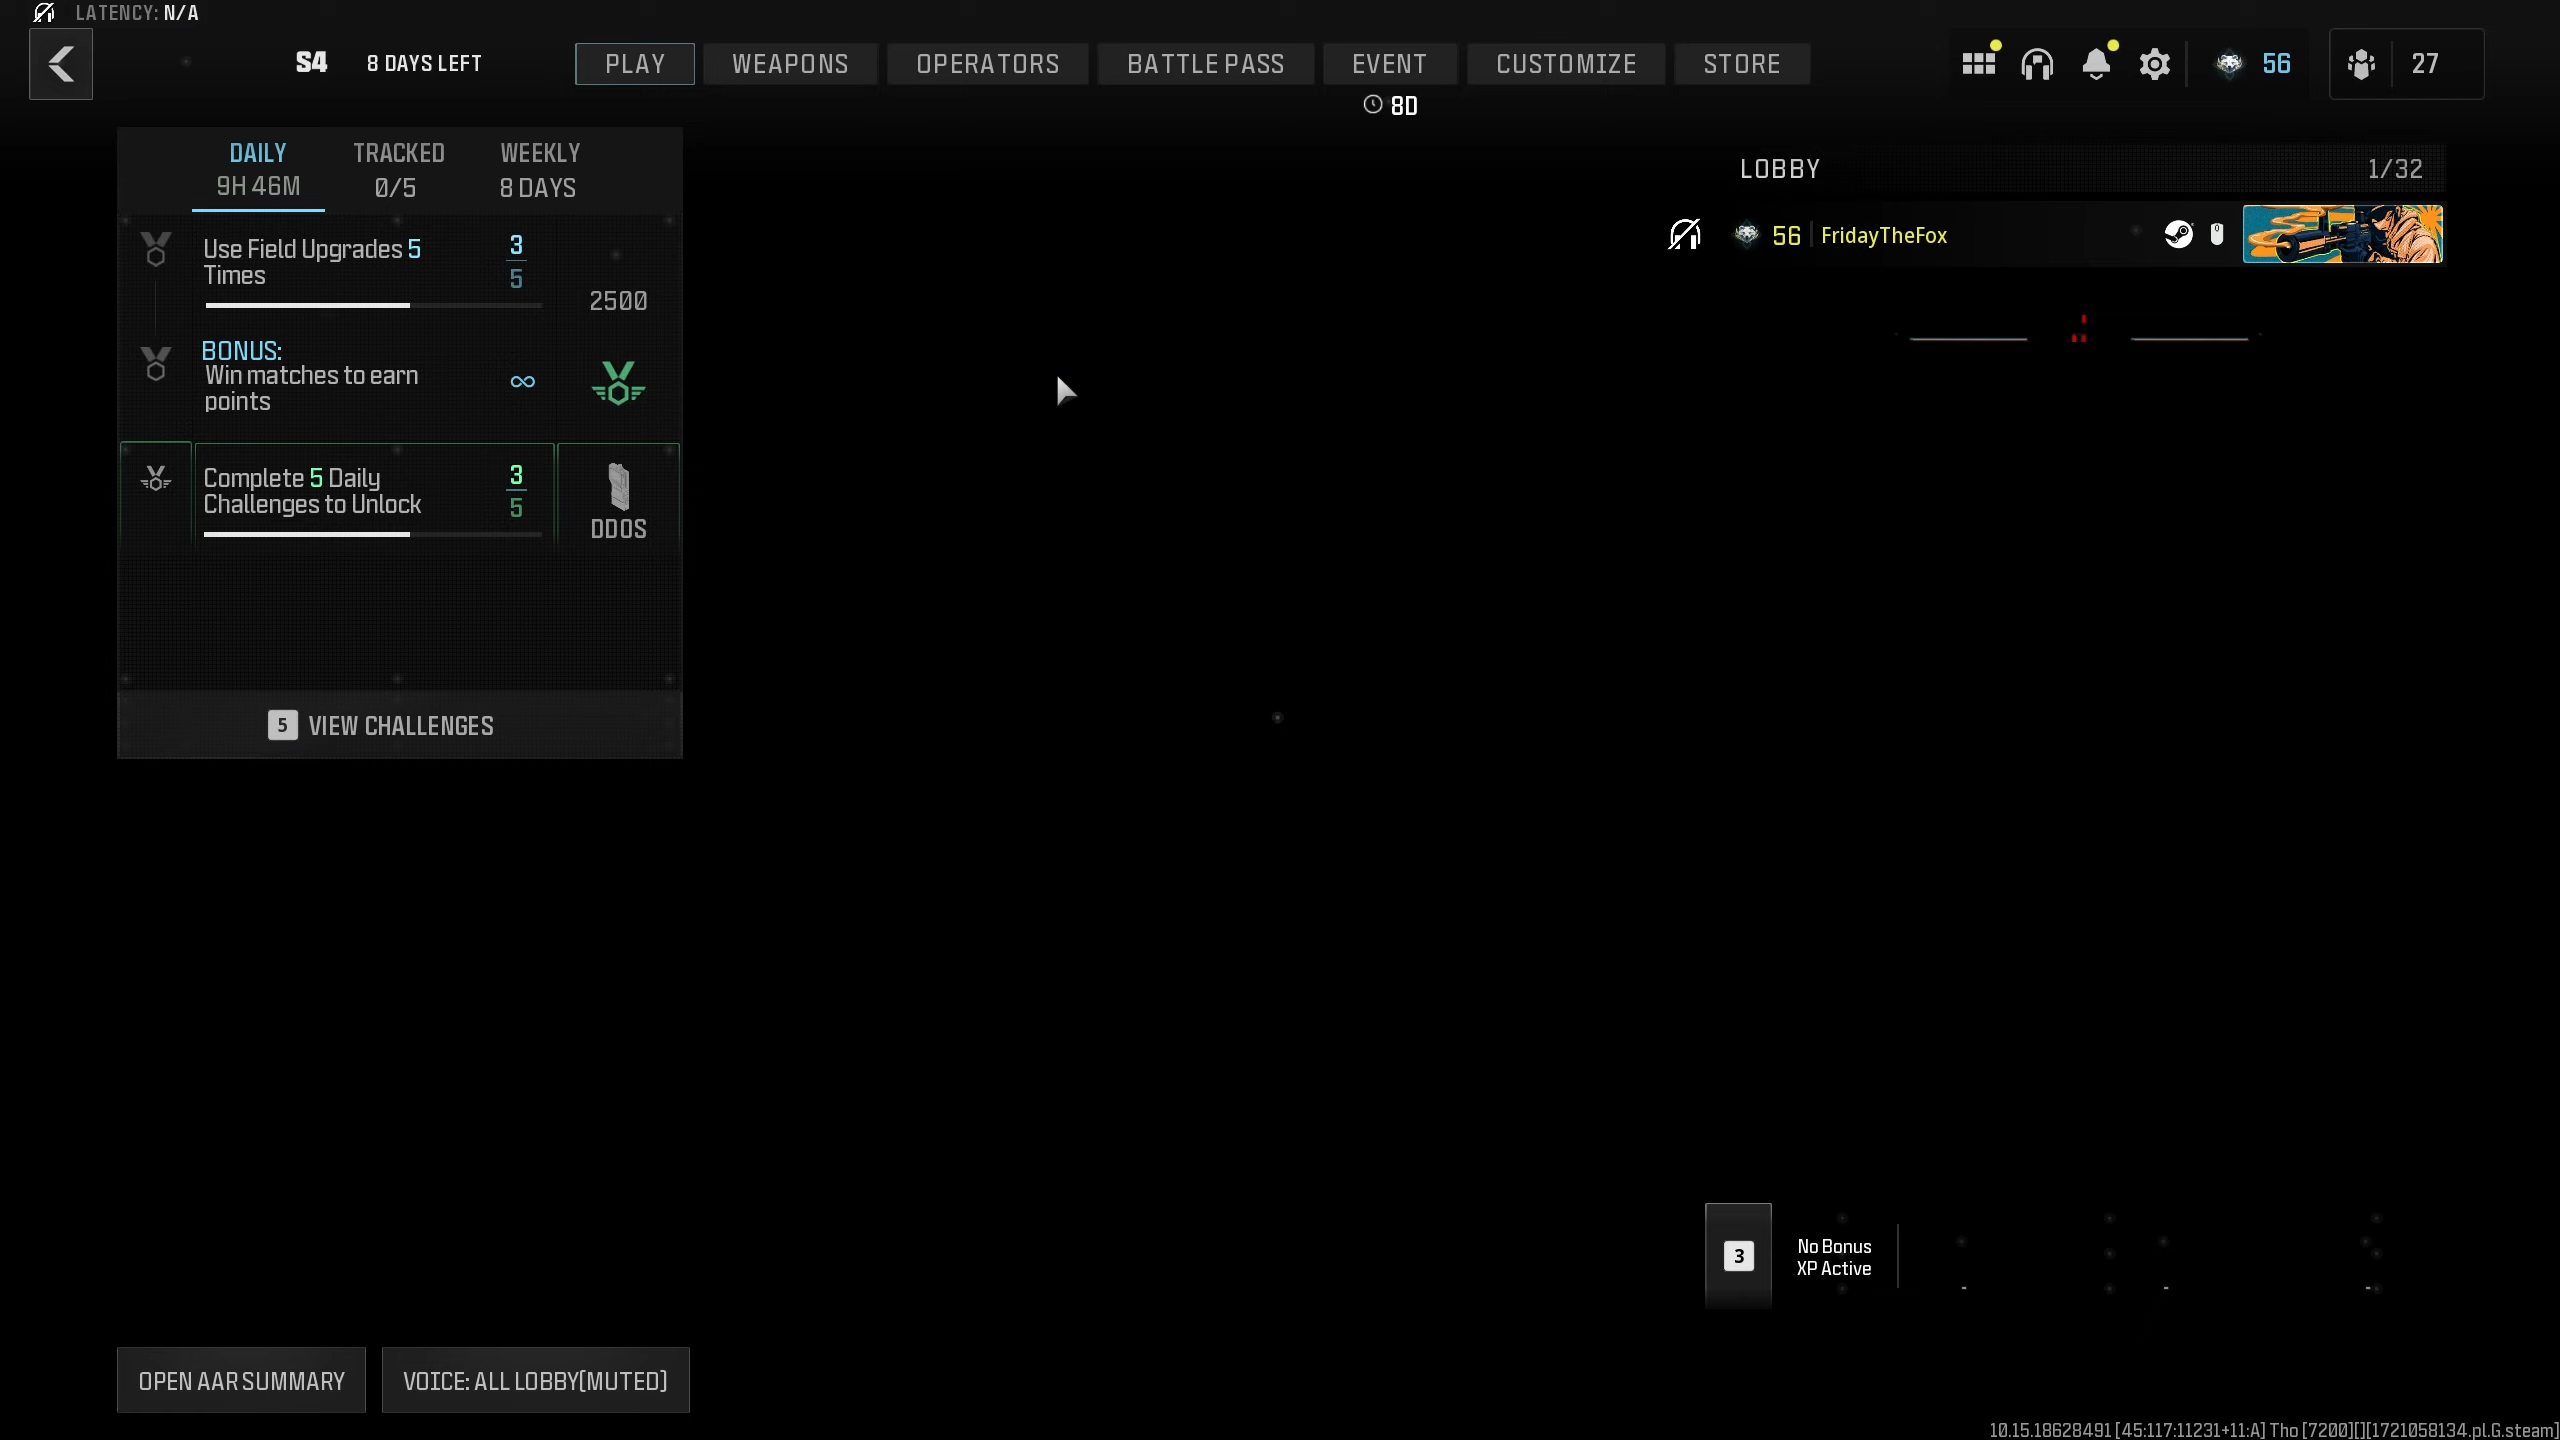 LATENCY: N/A
S4
8 DAYS LEFT
PLAY
WEAPONS
OPERATORS
BATTLE PASS
EVENT
CUSTOMIZE
STORE
56
27
8D
DAILY
9H 46M
TRACKED
0/5
WEEKLY
8 DAYS
LOBBY
1/32
56
FridayTheFox
Use Field Upgrades 5
Times
3
5
2500
BONUS:
Win matches to earn
points
∞
Complete 5 Daily
Challenges to Unlock
3
5
DDOS
5 VIEW CHALLENGES
3
No Bonus
XP Active
OPEN AAR SUMMARY
VOICE: ALL LOBBY[MUTED]
10.15.18628491 [45:117:11231+11:A] Tho [7200][][1721058134.pl.G.steam]